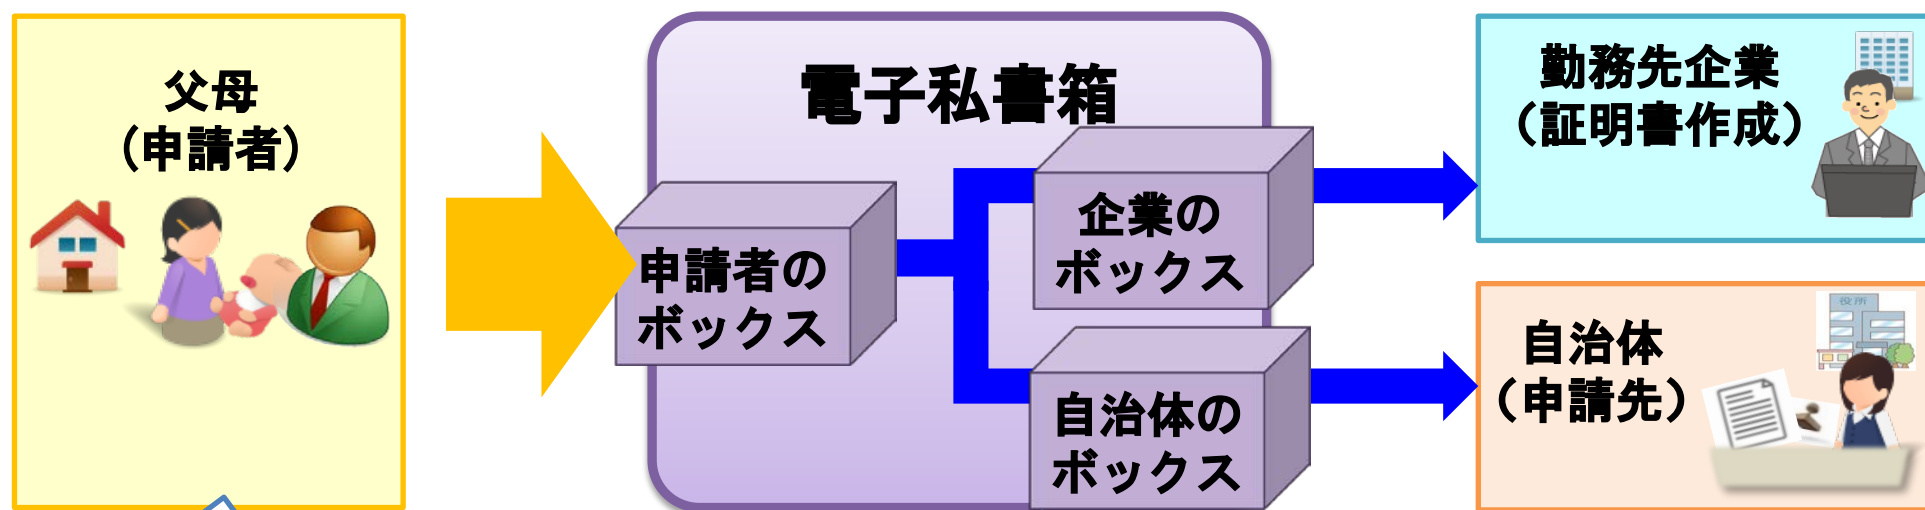 父母
（申請者）
電子私書箱
申請者の
ボックス
企業の
ボックス
自治体の
ボックス
勤務先企業
（証明書作成）
自治体
（申請先）
役所